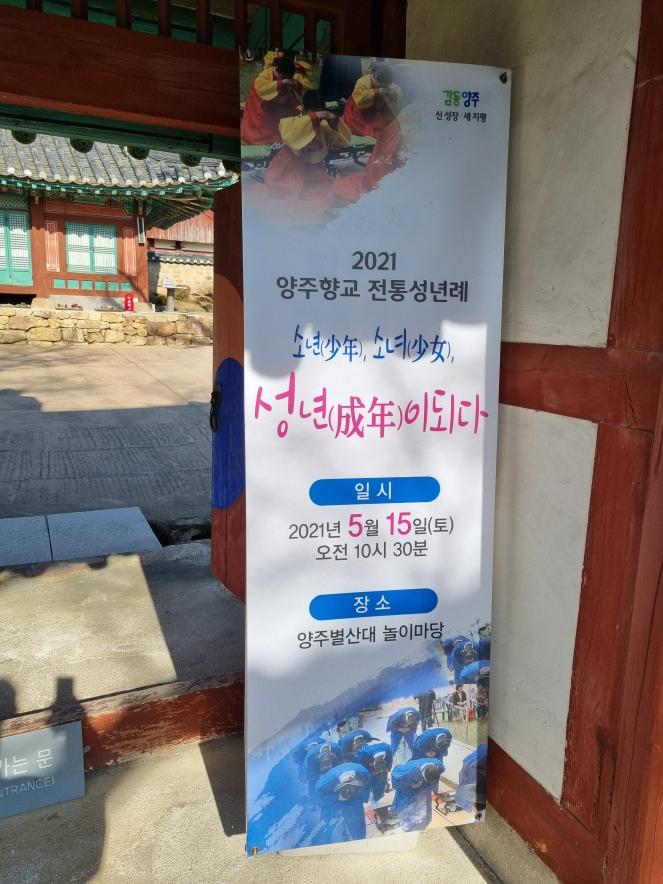 감동양주
신성장·새지평
2021
양주향교 전통성년례
소년(少年), 소녀(少女),
성년(成年)이되다
일 시
2021년 5월 15일(토)
오전 10시 30분
장 소
양주별산대 놀이마당
가는 문